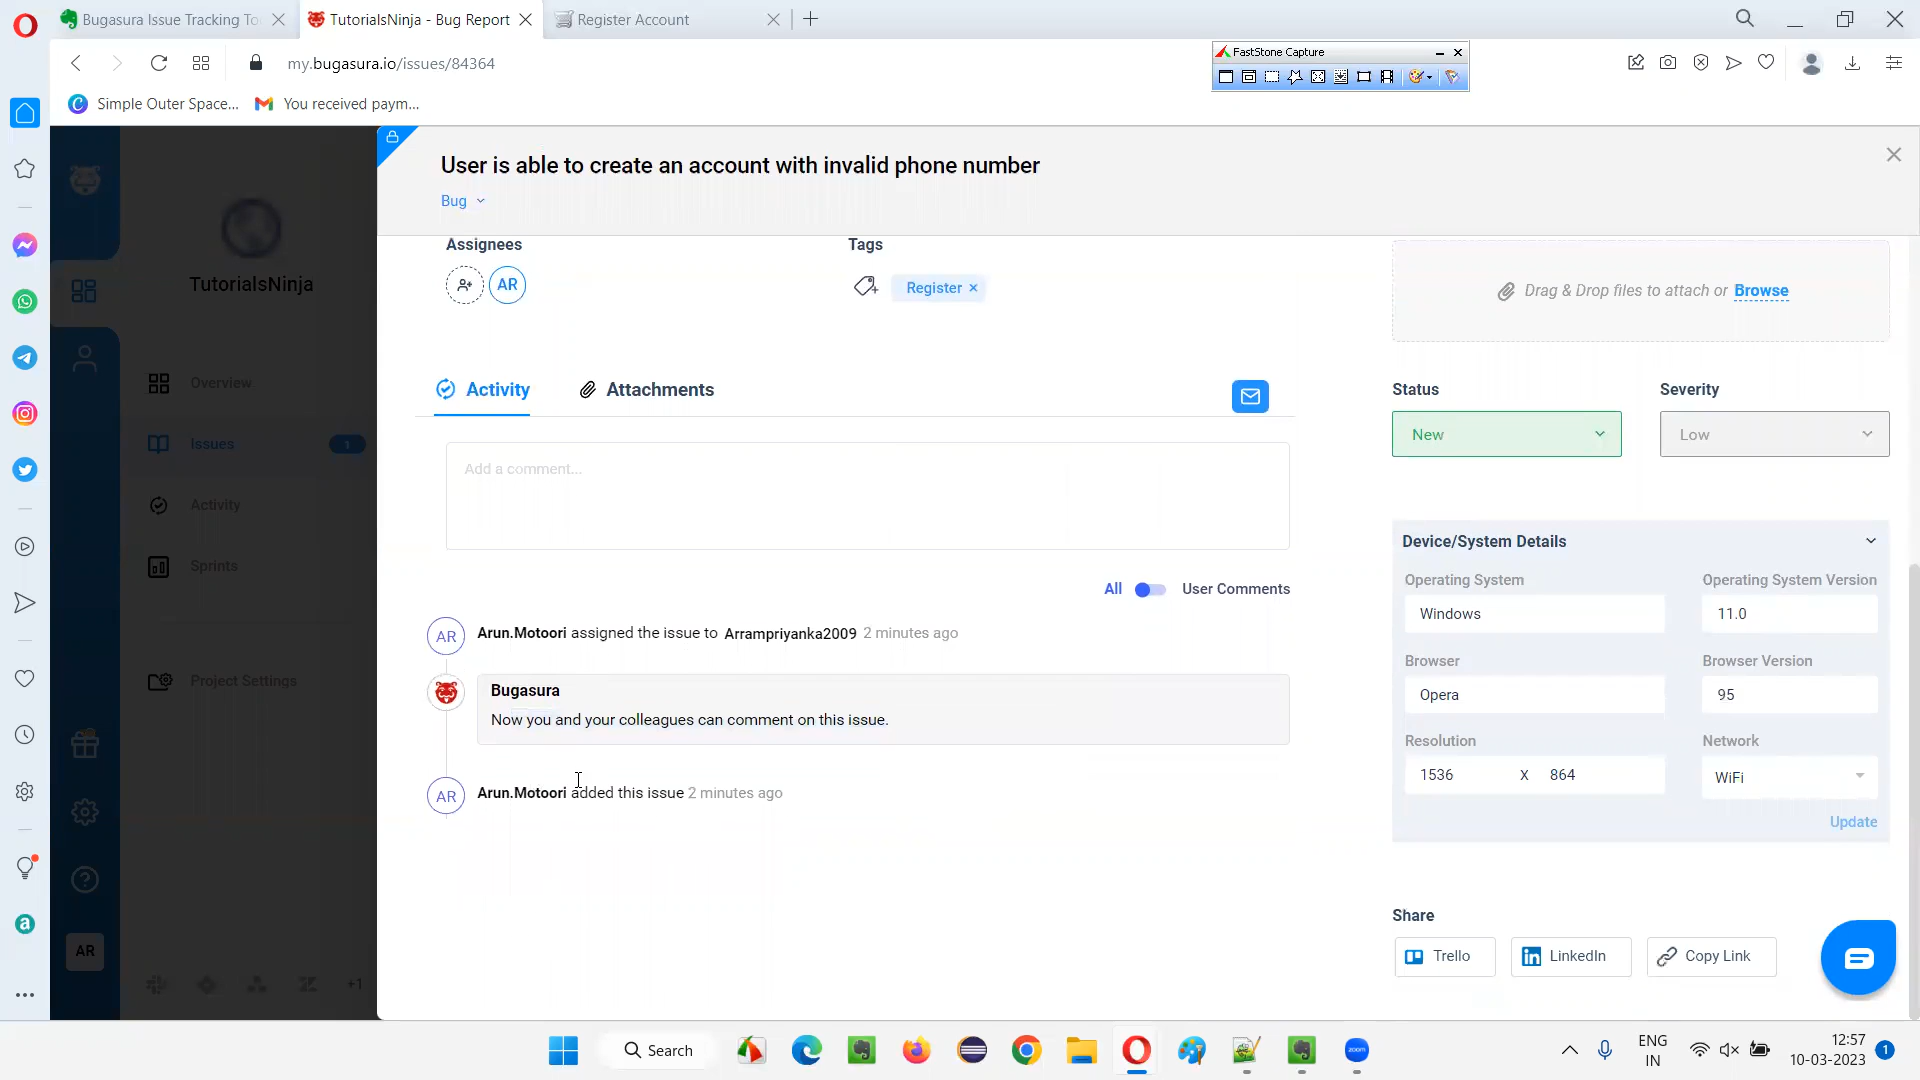 Bugasura Issue Tracking To
TutorialsNinja - Bug Report
Register Account
my.bugasura.io/issues/84364
FastStone Capture
Simple Outer Space...
You received paym...
User is able to create an account with invalid phone number
Bug
TutorialsNinja
Overview
Issues
1
Activity
Sprints
Project Settings
AR
+1
Assignees
Tags
AR
Register ×
Drag & Drop files to attach or Browse
Activity
Attachments
Status
Severity
New
Low
Add a comment...
All
User Comments
AR
Arun.Motoori assigned the issue to Arrampriyanka2009 2 minutes ago
Bugasura
Now you and your colleagues can comment on this issue.
AR
Arun.Motoori added this issue 2 minutes ago
Device/System Details
Operating System
Operating System Version
Windows
11.0
Browser
Browser Version
Opera
95
Resolution
Network
1536 X 864
WiFi
Update
Share
Trello
LinkedIn
Copy Link
Search
zoom
ENG
IN
12:57
10-03-2023
1